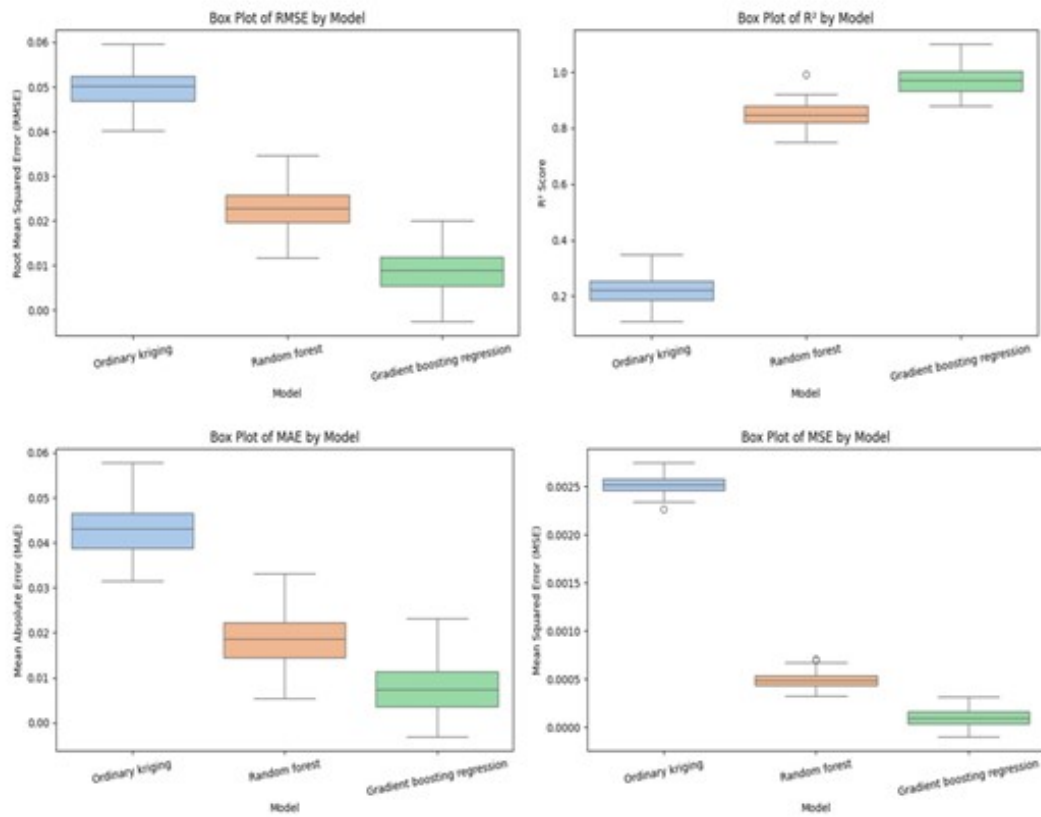 Box Plot of RMSE by Model
Root Mean Squared Error (RMSE)
0.06
0.05
0.04
0.03
0.02
0.01
0.00
Ordinary kriging
Random forest
Gradient boosting regression
Model
Box Plot of R² by Model
R² Score
1.0
0.8
0.6
0.4
0.2
Ordinary kriging
Random forest
Gradient boosting regression
Model
Box Plot of MAE by Model
Mean Absolute Error (MAE)
0.06
0.05
0.04
0.03
0.02
0.01
0.00
Ordinary kriging
Random forest
Gradient boosting regression
Model
Box Plot of MSE by Model
Mean Squared Error (MSE)
0.0025
0.0020
0.0015
0.0010
0.0005
0.0000
Ordinary kriging
Random forest
Gradient boosting regression
Model